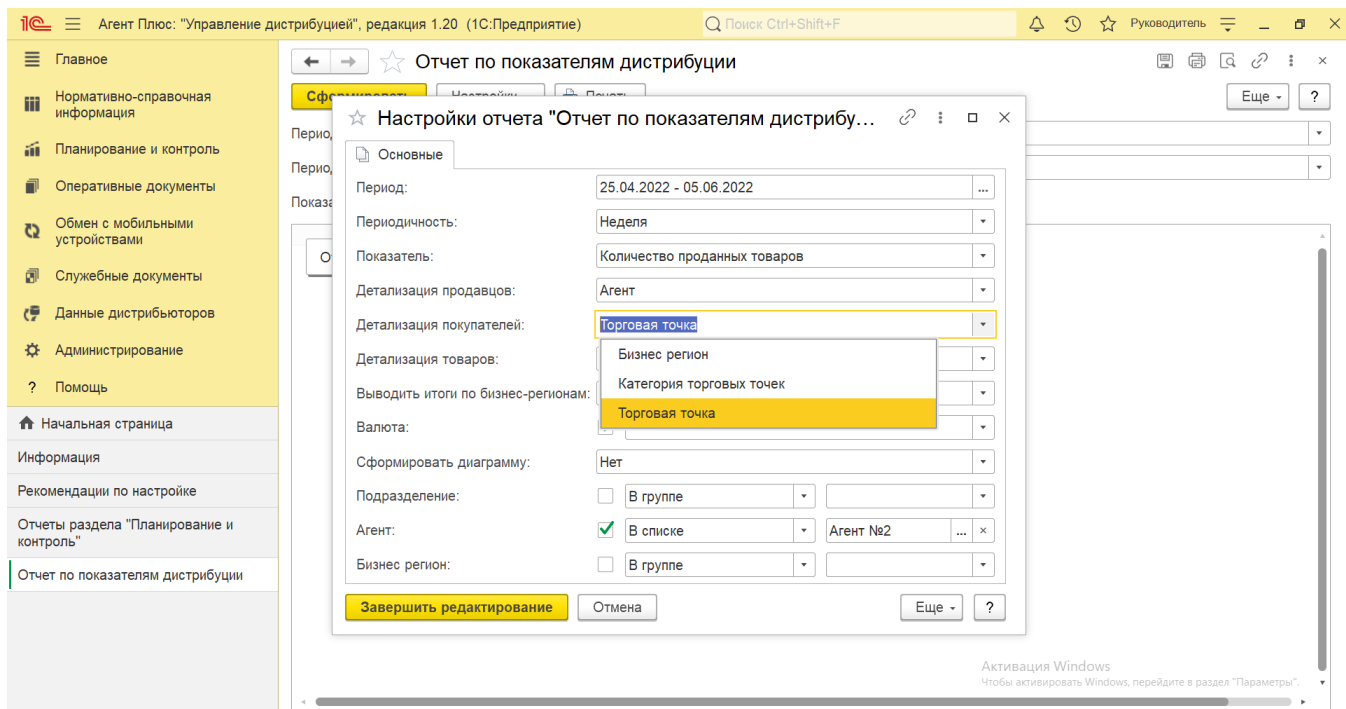 Агент Плюс: "Управление дистрибуцией", редакция 1.20 (1С:Предприятие)
Поиск Ctrl+Shift+F
Руководитель
Главное
Нормативно-справочная
информация
Планирование и контроль
Оперативные документы
Обмен с мобильными
устройствами
Служебные документы
Данные дистрибьюторов
Администрирование
? Помощь
Начальная страница
Информация
Рекомендации по настройке
Отчеты раздела "Планирование и
контроль"
Отчет по показателям дистрибуции
Отчет по показателям дистрибуции
Еще
?
Настройки отчета "Отчет по показателям дистрибу...
Основные
Период: 25.04.2022 - 05.06.2022 ...
Периодичность: Неделя
Показатель: Количество проданных товаров
Детализация продавцов: Агент
Детализация покупателей: Торговая точка
Бизнес регион
Категория торговых точек
Торговая точка
Детализация товаров:
Выводить итоги по бизнес-регионам:
Валюта:
Сформировать диаграмму: Нет
Подразделение: В группе
Агент: В списке Агент №2 ... ×
Бизнес регион: В группе
Завершить редактирование
Отмена
Еще
?
Активация Windows
Чтобы активировать Windows, перейдите в раздел "Параметры".